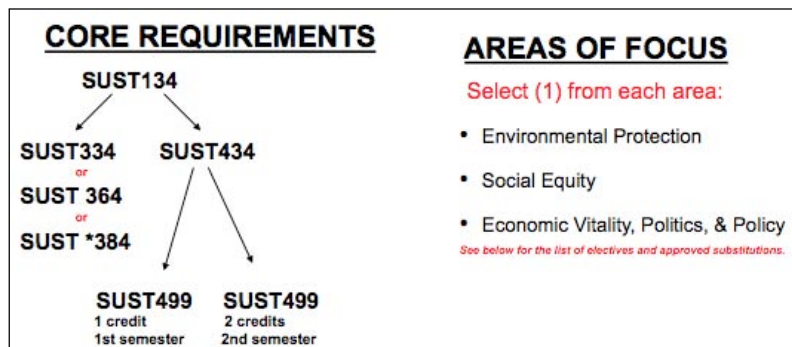 CORE REQUIREMENTS
SUST134
SUST334 SUST434
or
SUST 364
or
SUST *384
SUST499 SUST499
1 credit 2 credits
1st semester 2nd semester
AREAS OF FOCUS
Select (1) from each area:
• Environmental Protection
• Social Equity
• Economic Vitality, Politics, & Policy
See below for the list of electives and approved substitutions.